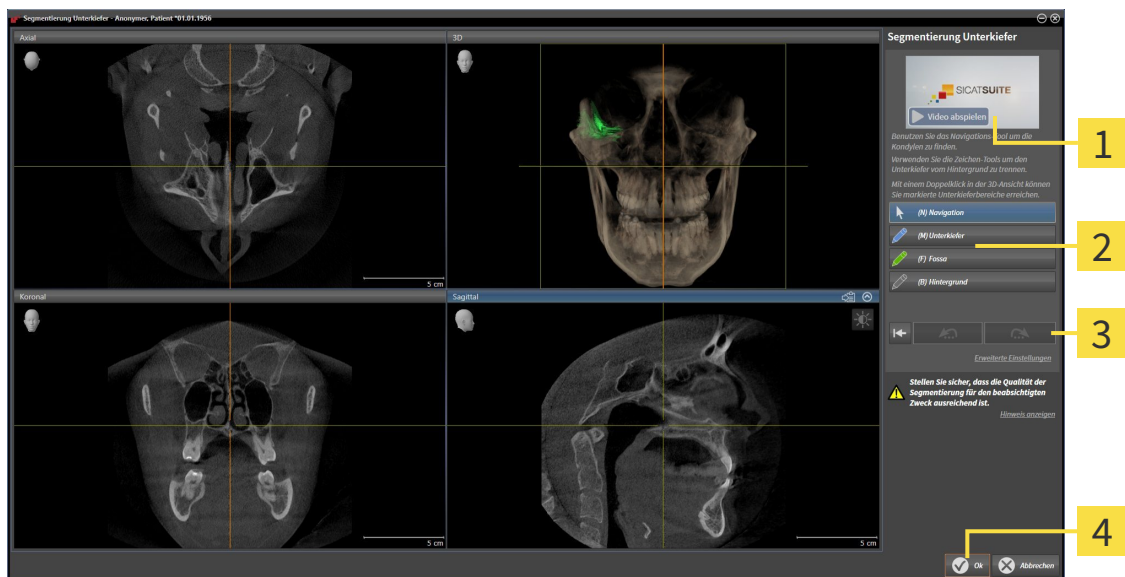 Segmentierung Unterkiefer - Anonymer, Patient *01.01.1956
Axial
3D
5 cm
Koronal
Sagittal
5 cm
5 cm
Segmentierung Unterkiefer
SICATSUITE
Video abspielen
Benutzen Sie das Navigations-Tool um die
Kondylen zu finden.
Verwenden Sie die Zeichen-Tools um den
Unterkiefer vom Hintergrund zu trennen.
Mit einem Doppelklick in der 3D-Ansicht können
Sie markierte Unterkieferbereiche erreichen.
(N) Navigation
(M) Unterkiefer
(F) Fossa
(B) Hintergrund
Erweiterte Einstellungen
Stellen Sie sicher, dass die Qualität der
Segmentierung für den beabsichtigten
Zweck ausreichend ist.
Hinweis anzeigen
Ok
Abbrechen
1
2
3
4